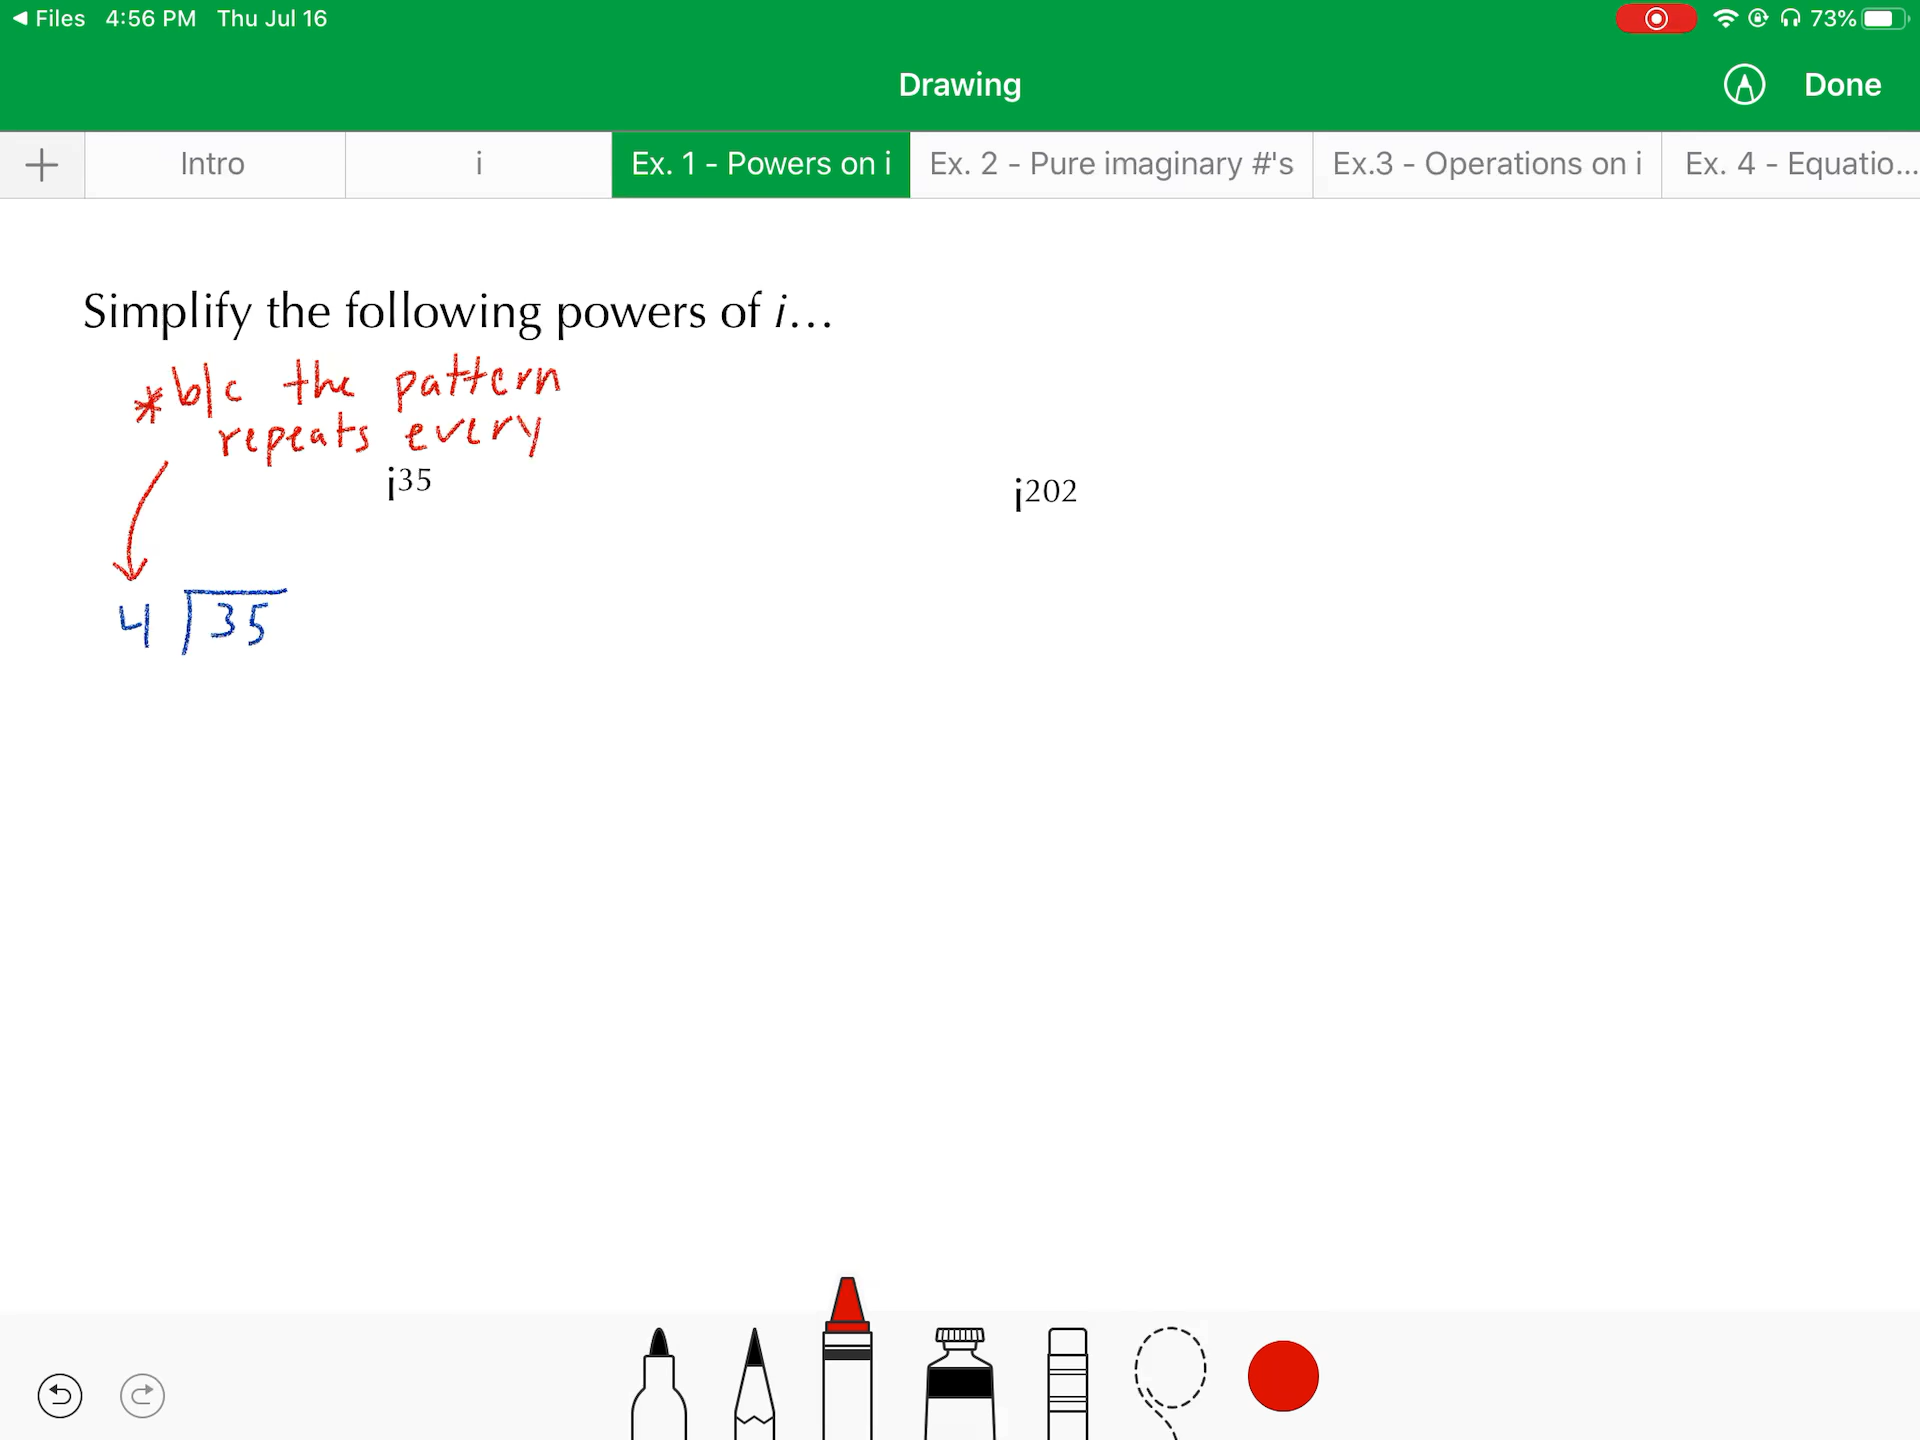 Files 4:56 PM Thu Jul 16 73%
Drawing
Done
Intro i Ex. 1 - Powers on i Ex. 2 - Pure imaginary #'s Ex.3 - Operations on i Ex. 4 - Equatio...
Simplify the following powers of i...
*b/c the pattern
repeats every
i³⁵
i²⁰²
4 35